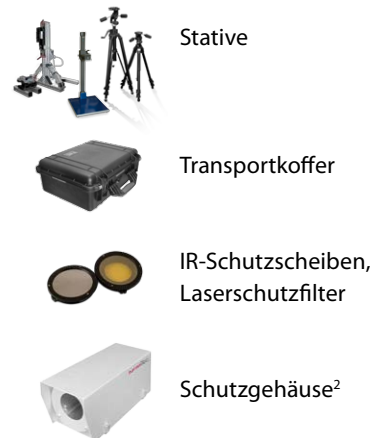 Stative
Transportkoffer
IR-Schutzscheiben,
Laserschutzfilter
Schutzgehäuse²